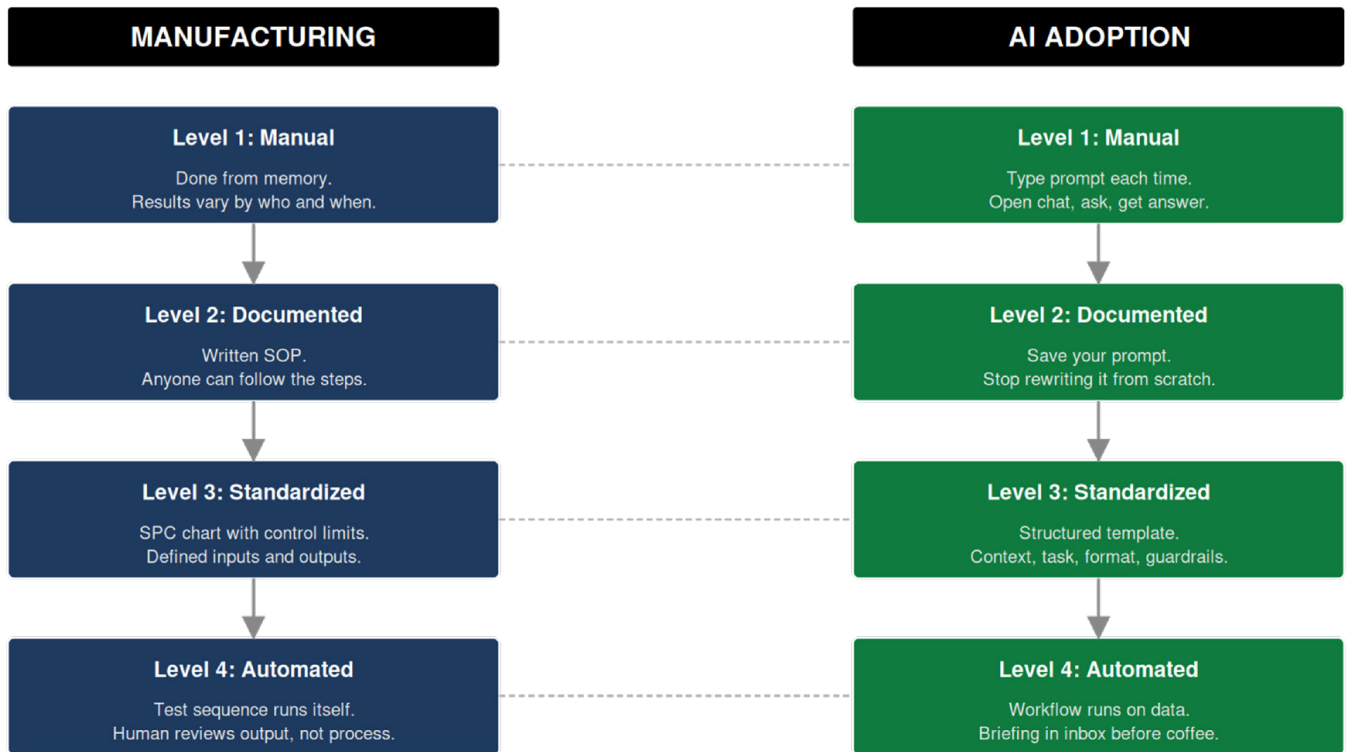 MANUFACTURING
AI ADOPTION
Level 1: Manual
Done from memory.
Results vary by who and when.
Level 1: Manual
Type prompt each time.
Open chat, ask, get answer.
Level 2: Documented
Written SOP.
Anyone can follow the steps.
Level 2: Documented
Save your prompt.
Stop rewriting it from scratch.
Level 3: Standardized
SPC chart with control limits.
Defined inputs and outputs.
Level 3: Standardized
Structured template.
Context, task, format, guardrails.
Level 4: Automated
Test sequence runs itself.
Human reviews output, not process.
Level 4: Automated
Workflow runs on data.
Briefing in inbox before coffee.